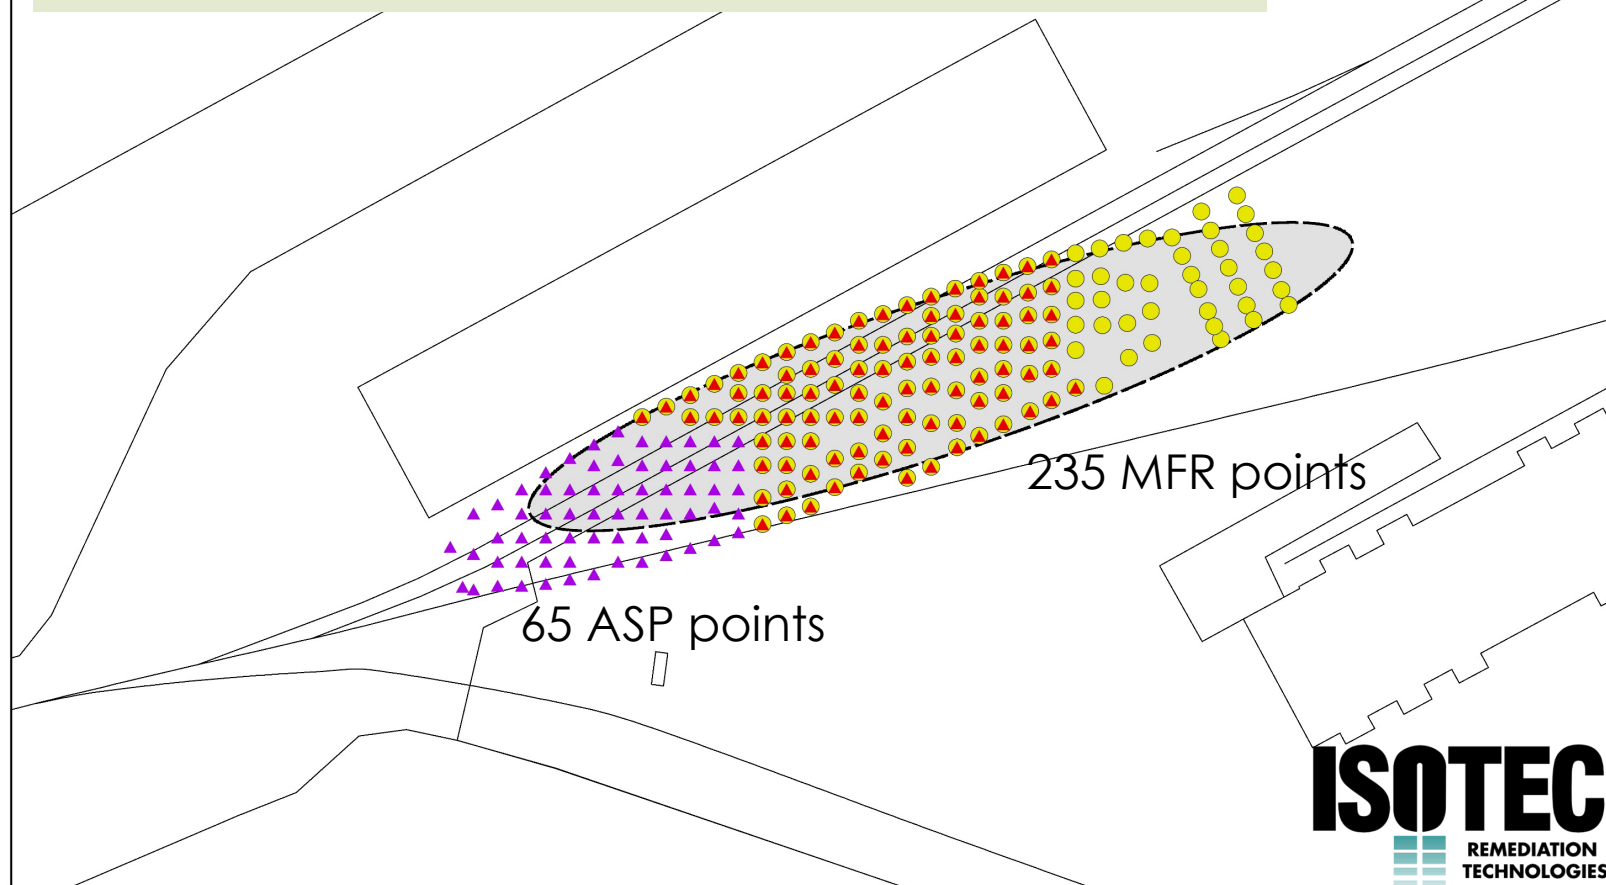 235 MFR points
65 ASP points
ISOTEC
REMEDIATION
TECHNOLOGIES